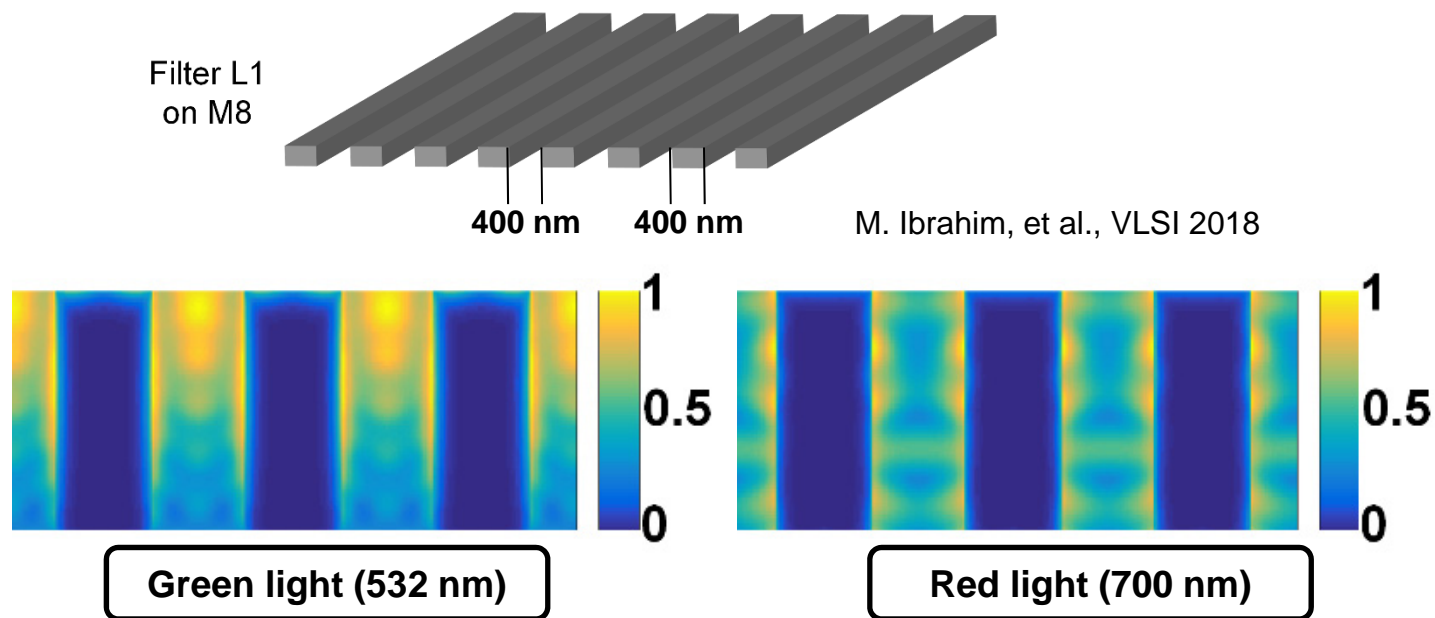 Filter L1
on M8
400 nm 400 nm
M. Ibrahim, et al., VLSI 2018
1
0.5
0
1
0.5
0
Green light (532 nm)
Red light (700 nm)